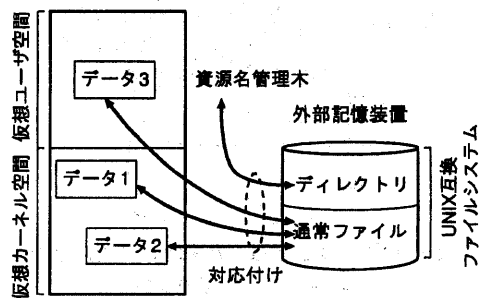 仮想ユーザ空間
仮想カーネル空間
データ3
データ1
データ2
資源名管理木
外部記憶装置
ディレクトリ
通常ファイル
対応付け
UNIX互換
ファイルシステム